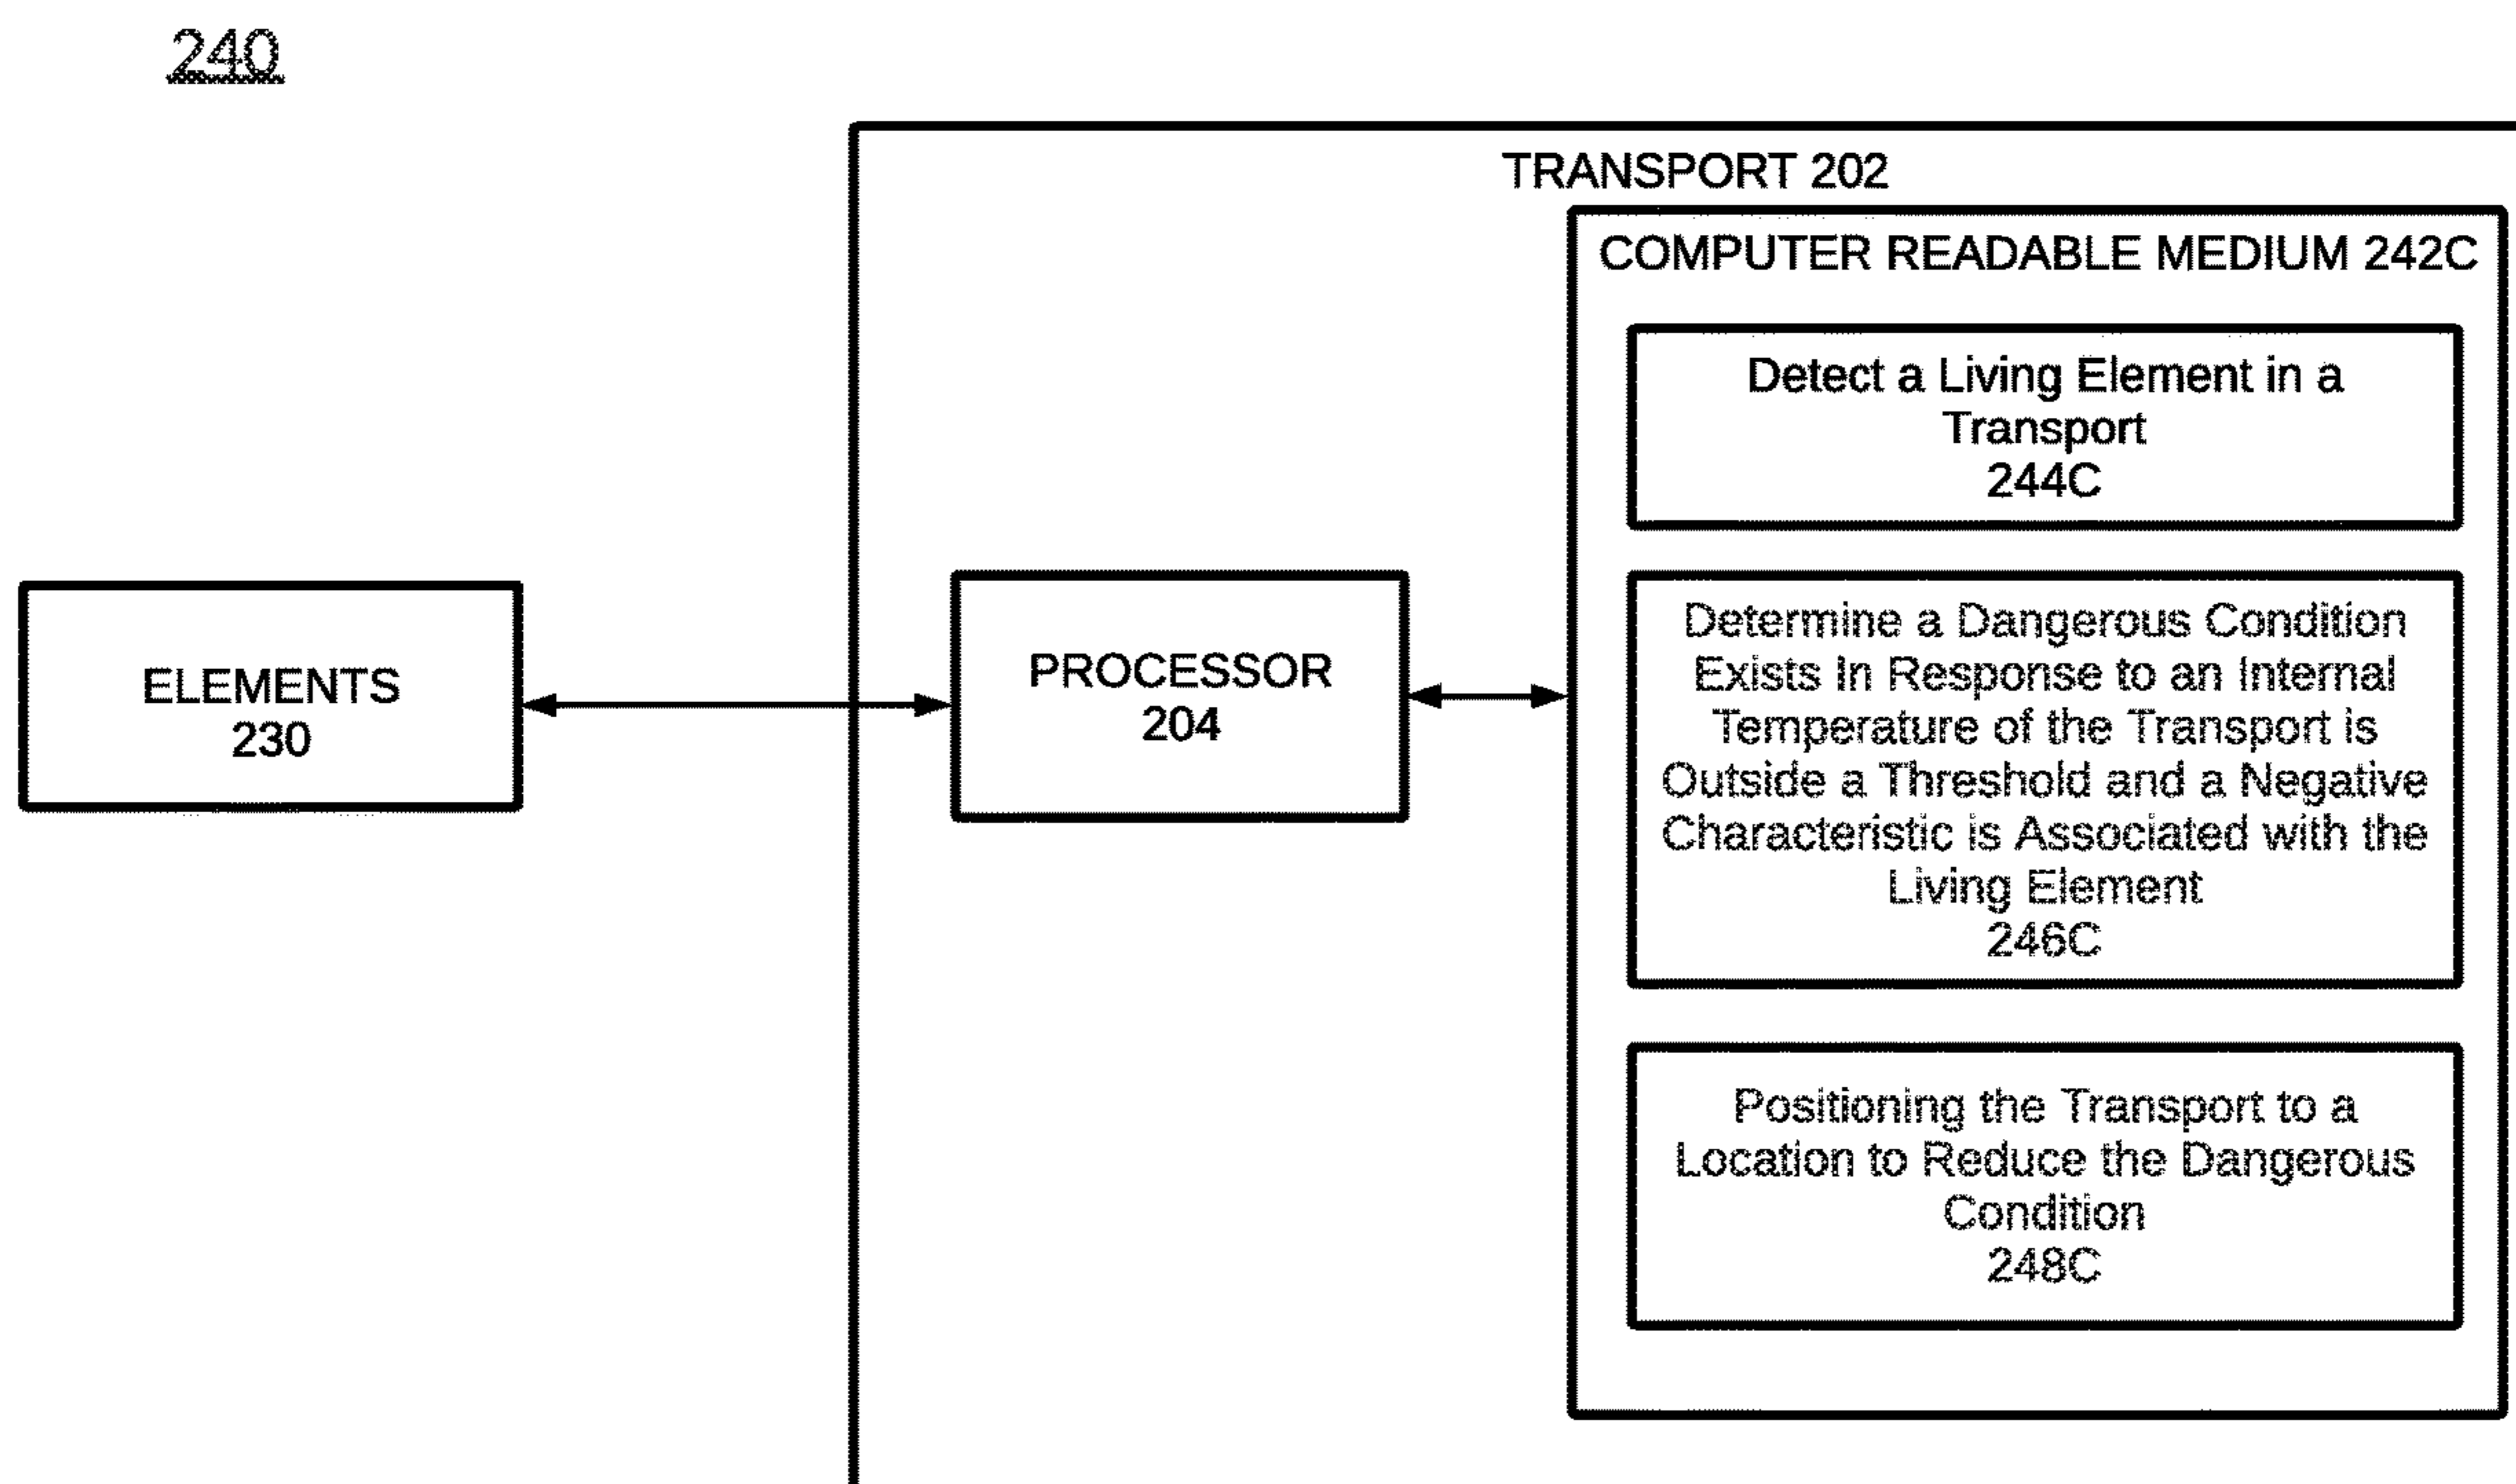 240
TRANSPORT 202
COMPUTER READABLE MEDIUM 242C
Detect a Living Element in a
Transport
244C
ELEMENTS
230
PROCESSOR
204
Determine a Dangerous Condition
Exists In Response to an Internal
Temperature of the Transport is
Outside a Threshold and a Negative
Characteristic is Associated with the
Living Element
246C
Positioning the Transport to a
Location to Reduce the Dangerous
Condition
248C